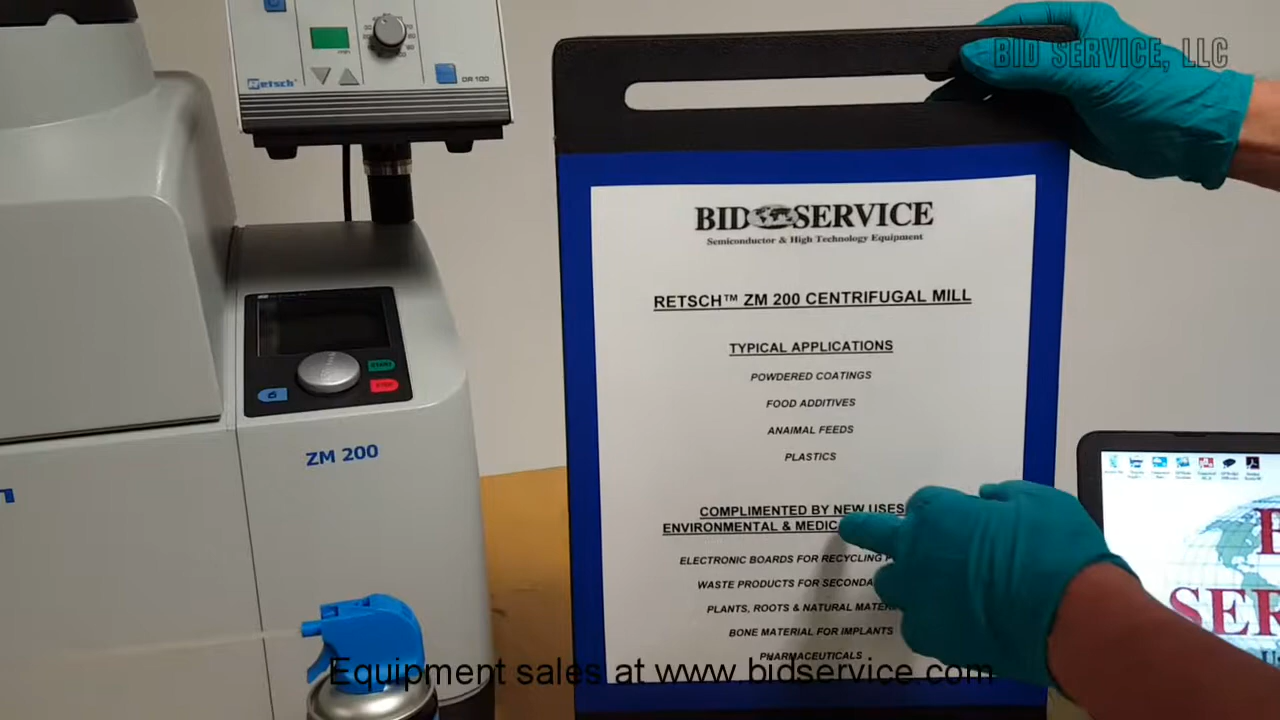 BID SERVICE, LLC
Retsch
DR 100
START
STOP
ZM 200
BID SERVICE
Semiconductor & High Technology Equipment
RETSCH™ ZM 200 CENTRIFUGAL MILL
TYPICAL APPLICATIONS
POWDERED COATINGS
FOOD ADDITIVES
ANAIMAL FEEDS
PLASTICS
COMPLIMENTED BY NEW USES
ENVIRONMENTAL & MEDIC
ELECTRONIC BOARDS FOR RECYCLING
WASTE PRODUCTS FOR SECONDA
PLANTS, ROOTS & NATURAL MATER
BONE MATERIAL FOR IMPLANTS
PHARMACEUTICALS
Equipment sales at www.bidservice.com